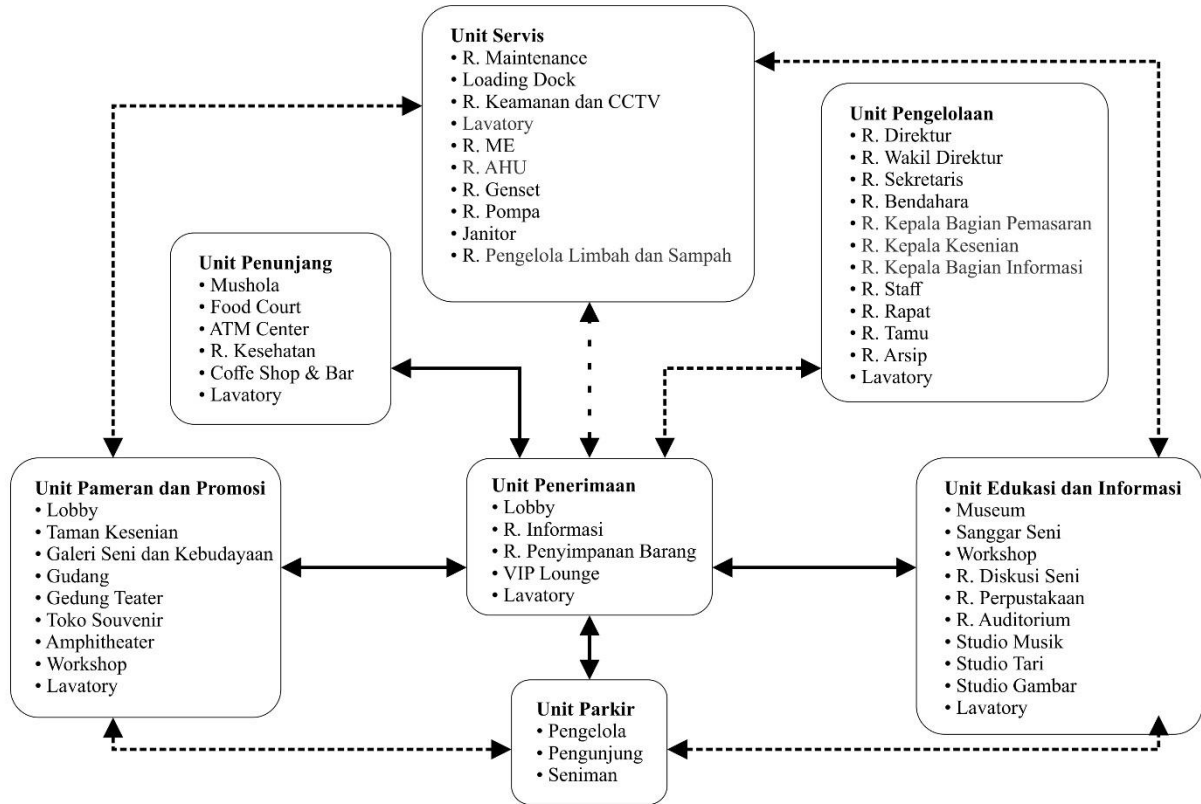 Unit Servis
• R. Maintenance
• Loading Dock
• R. Keamanan dan CCTV
• Lavatory
• R. ME
• R. AHU
• R. Genset
• R. Pompa
• Janitor
• R. Pengelola Limbah dan Sampah
Unit Pengelolaan
• R. Direktur
• R. Wakil Direktur
• R. Sekretaris
• R. Bendahara
• R. Kepala Bagian Pemasaran
• R. Kepala Kesenian
• R. Kepala Bagian Informasi
• R. Staff
• R. Rapat
• R. Tamu
• R. Arsip
• Lavatory
Unit Penunjang
• Mushola
• Food Court
• ATM Center
• R. Kesehatan
• Coffe Shop & Bar
• Lavatory
Unit Pameran dan Promosi
• Lobby
• Taman Kesenian
• Galeri Seni dan Kebudayaan
• Gudang
• Gedung Teater
• Toko Souvenir
• Amphitheater
• Workshop
• Lavatory
Unit Penerimaan
• Lobby
• R. Informasi
• R. Penyimpanan Barang
• VIP Lounge
• Lavatory
Unit Edukasi dan Informasi
• Museum
• Sanggar Seni
• Workshop
• R. Diskusi Seni
• R. Perpustakaan
• R. Auditorium
• Studio Musik
• Studio Tari
• Studio Gambar
• Lavatory
Unit Parkir
• Pengelola
• Pengunjung
• Seniman